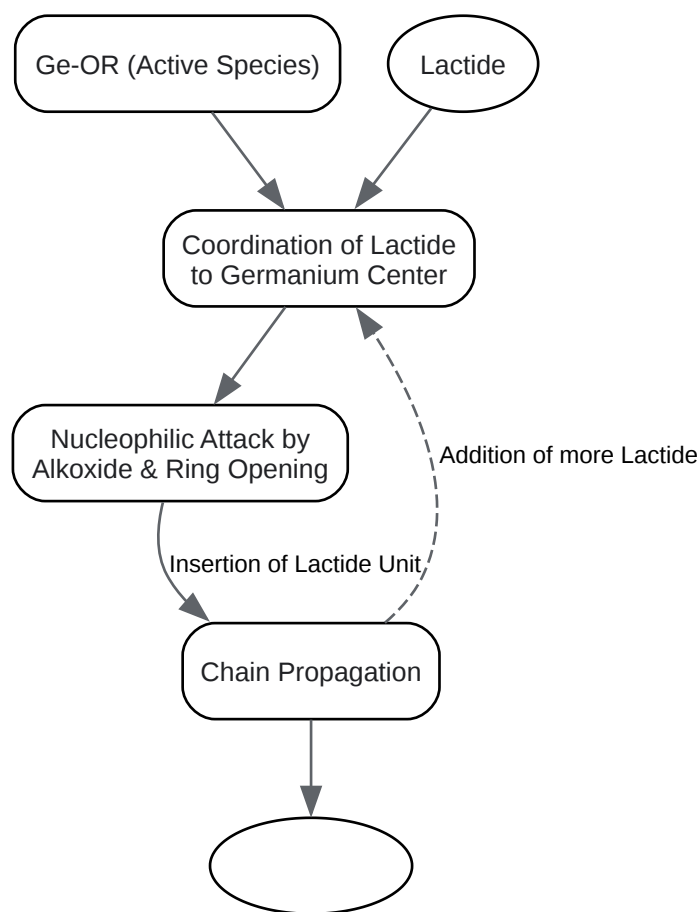 Ge-OR (Active Species)
Lactide
Coordination of Lactide
to Germanium Center
Nucleophilic Attack by
Alkoxide & Ring Opening
Addition of more Lactide
Insertion of Lactide Unit
Chain Propagation